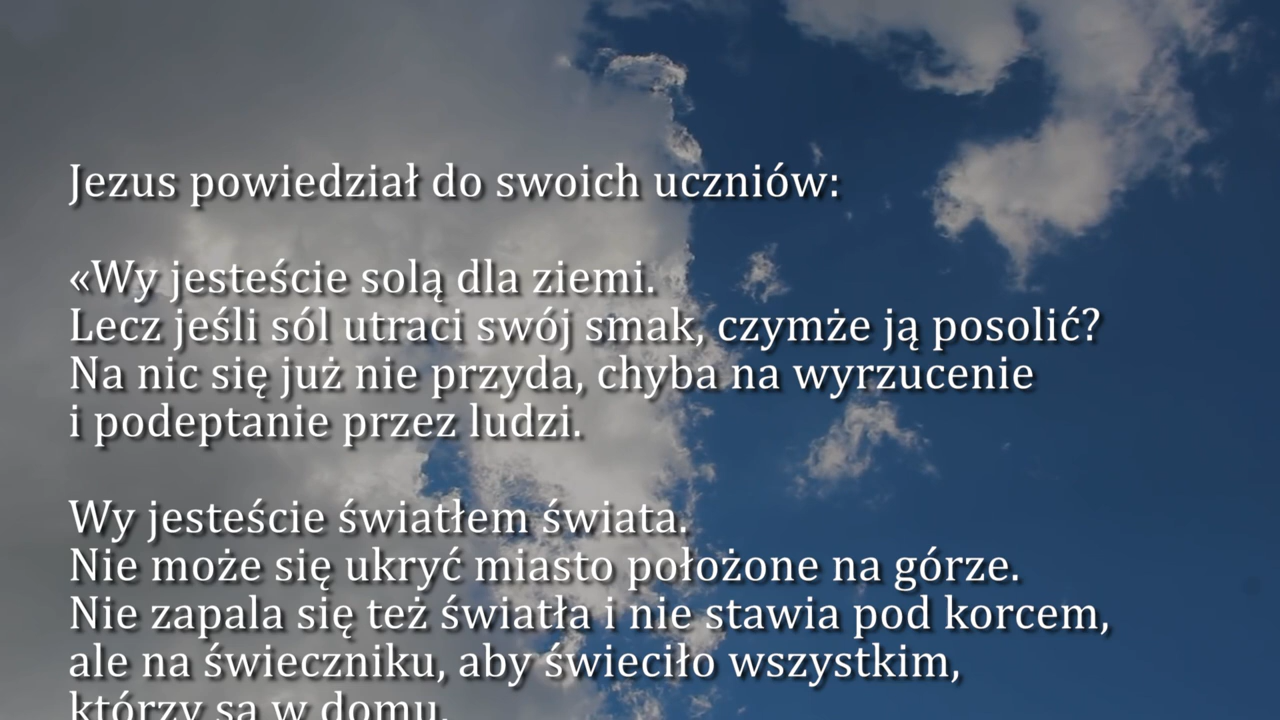 Jezus powiedział do swoich uczniów:
«Wy jesteście solą dla ziemi.
Lecz jeśli sól utraci swój smak, czymże ją posolić?
Na nic się już nie przyda, chyba na wyrzucenie
i podeptanie przez ludzi.
Wy jesteście światłem świata.
Nie może się ukryć miasto położone na górze.
Nie zapala się też światła i nie stawia pod korcem,
ale na świeczniku, aby świeciło wszystkim,
którzy są w domu.